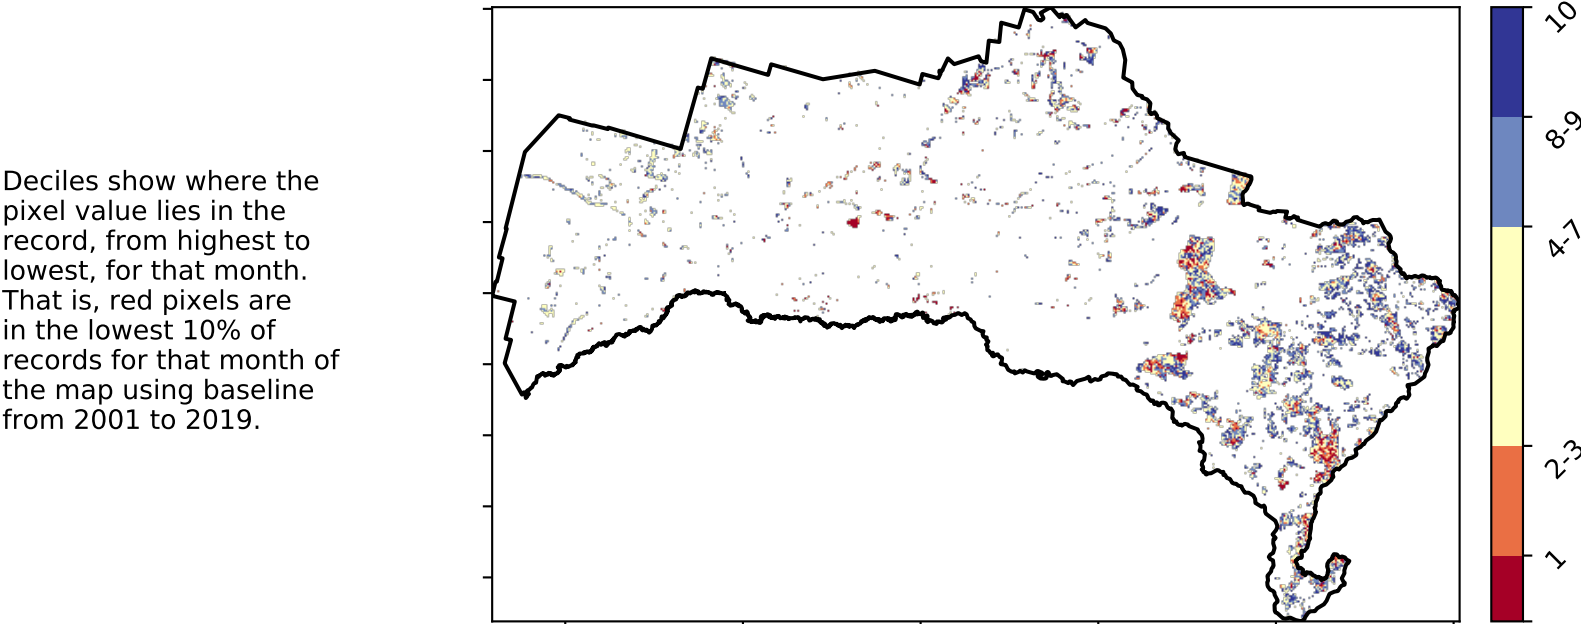 Deciles show where the
pixel value lies in the
record, from highest to
lowest, for that month.
That is, red pixels are
in the lowest 10% of
records for that month of
the map using baseline
from 2001 to 2019.
10
8-9
4-7
2-3
1